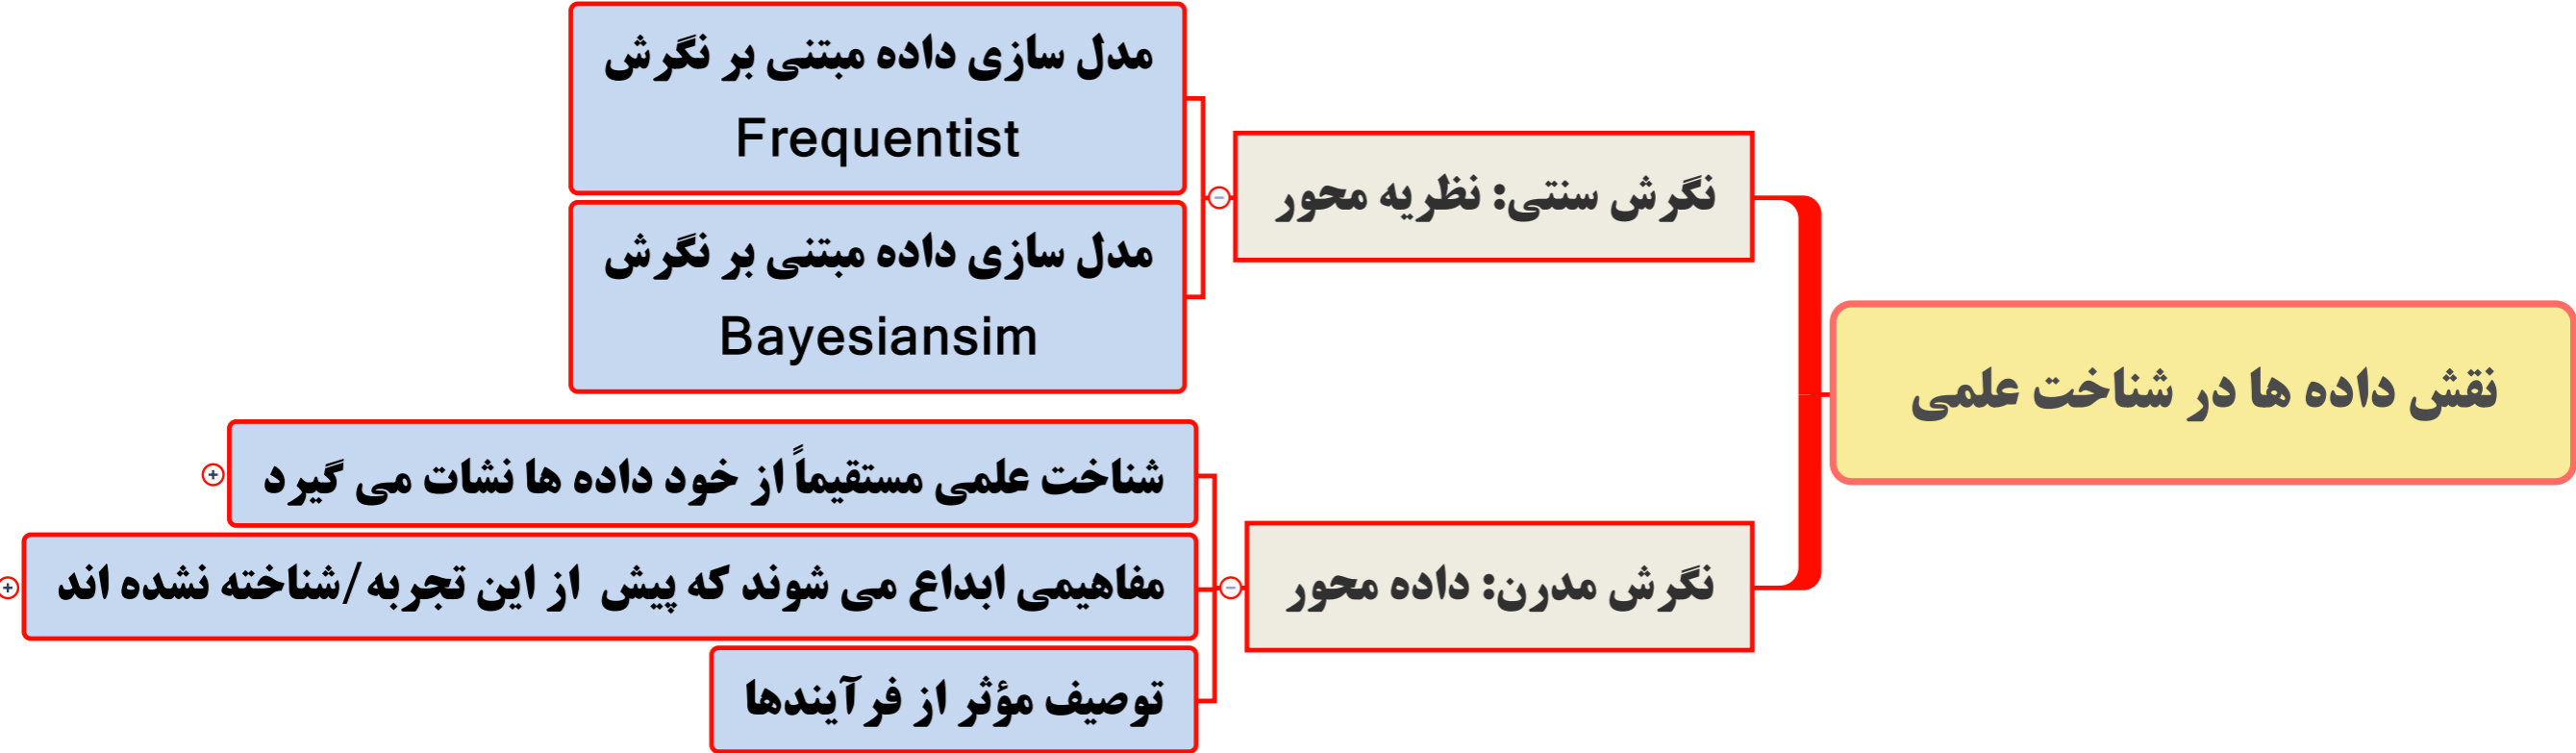 نقش داده ها در شناخت علمی
نگرش سنتی: نظریه محور
مدل سازی داده مبتنی بر نگرش
Frequentist
مدل سازی داده مبتنی بر نگرش
Bayesiansim
نگرش مدرن: داده محور
شناخت علمی مستقیماً از خود داده ها نشات می گیرد
مفاهیمی ابداع می شوند که پیش از این تجربه/شناخته نشده اند
توصیف مؤثر از فرآیندها